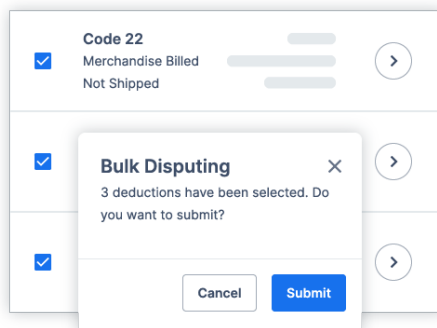 Code 22
Merchandise Billed
Not Shipped
Bulk Disputing
3 deductions have been selected. Do
you want to submit?
Cancel
Submit